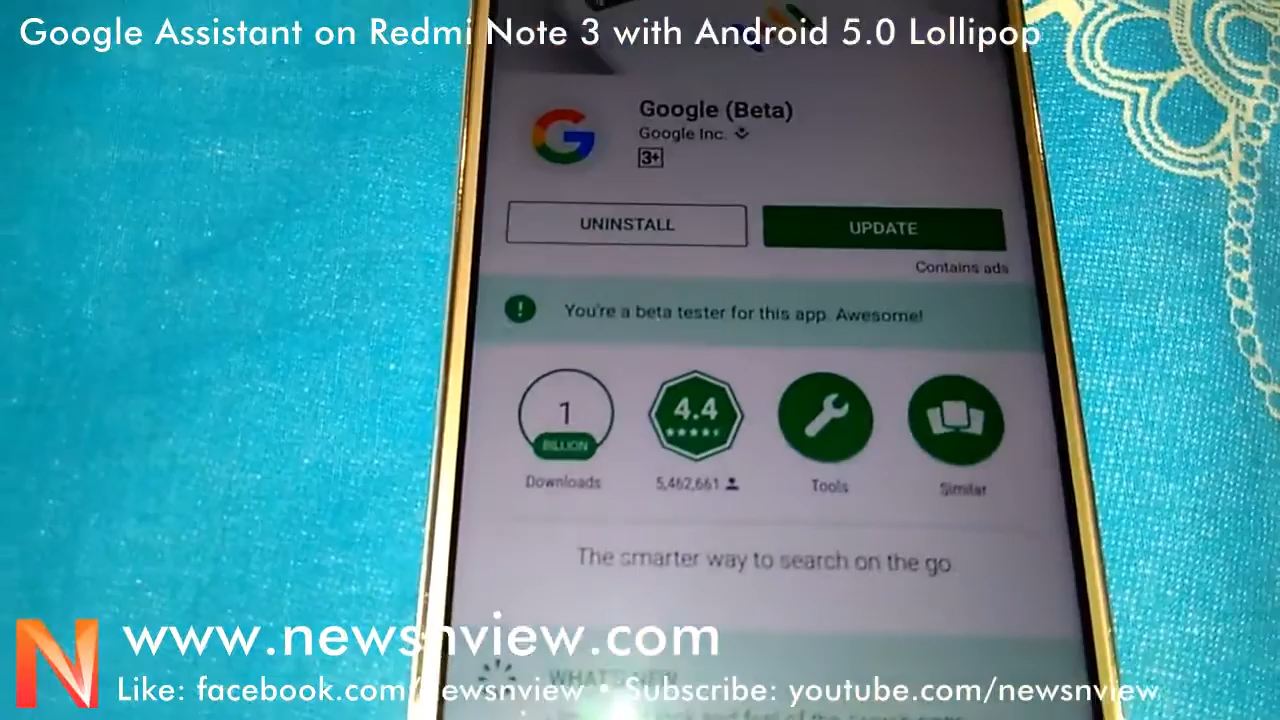 Google Assistant on Redmi Note 3 with Android 5.0 Lollipop
Google (Beta)
Google Inc.
3+
UNINSTALL
UPDATE
Contains ads
You're a beta tester for this app. Awesome!
1
BILLION
4.4
Downloads
5,462,661
Tools
Similar
The smarter way to search on the go.
www.newsnview.com
WHAT'S NEW
Like: facebook.com/newsnview • Subscribe: youtube.com/newsnview